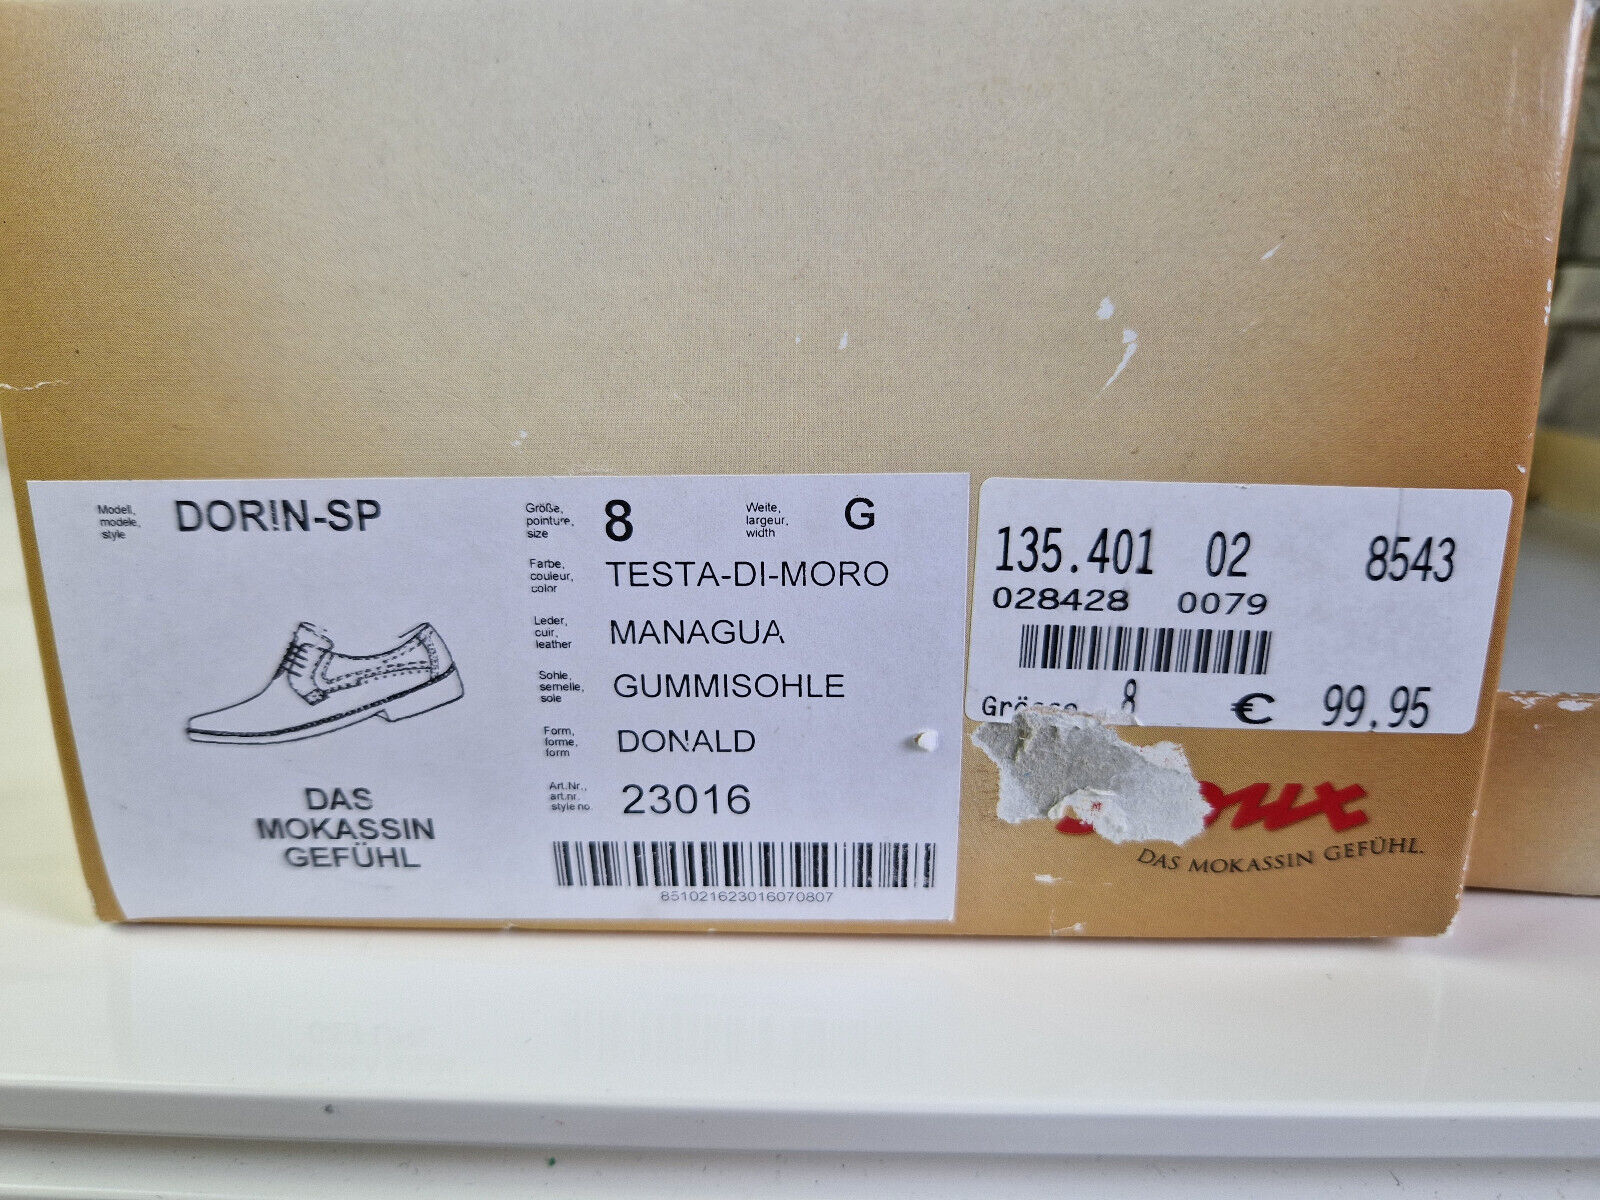 Modell, modele, style DORIN-SP
Größe, pointure, size 8 Weite, largeur, width G
Farbe, couleur, color TESTA-DI-MORO
Leder, cuir, leather MANAGUA
Sohle, semelle, sole GUMMISOHLE
Form, forme, form DONALD
Art.Nr., art.nr. style no. 23016
851021623016070807
DAS
MOKASSIN
GEFÜHL
135.401 02 8543
028428 0079
Grösse 8 € 99.95
DAS MOKASSIN GEFÜHL.